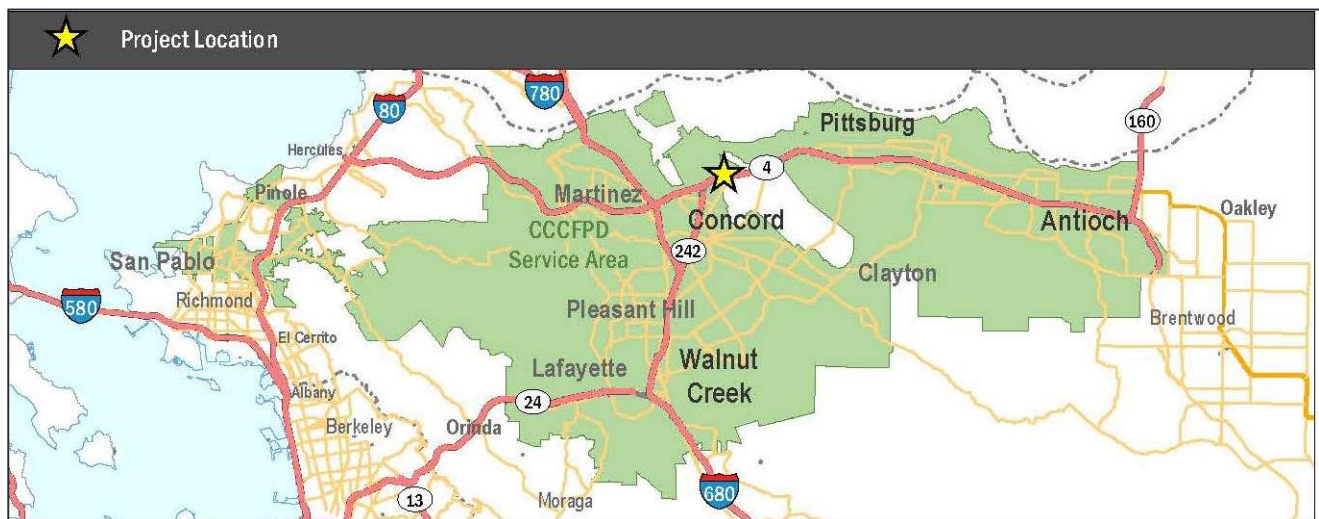 Project Location
80
780
160
Hercules
Pittsburg
4
Pinole
Martinez
Concord
Antioch
Oakley
CCCFPD
Service Area
242
San Pablo
Clayton
580
Richmond
Pleasant Hill
Brentwood
El Cerrito
Lafayette
Walnut
Creek
Albany
24
Berkeley
Orinda
13
Moraga
680